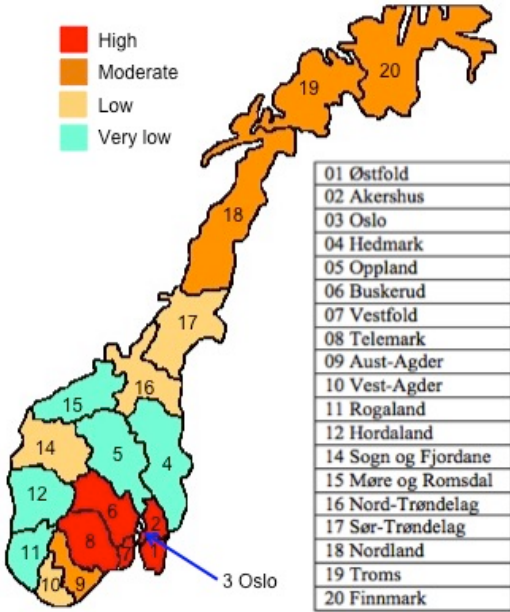 High
Moderate
Low
Very low
20
19
18
17
16
15
14
5
4
12
6
2
8
7
1
11
10
9
3 Oslo
01 Østfold
02 Akershus
03 Oslo
04 Hedmark
05 Oppland
06 Buskerud
07 Vestfold
08 Telemark
09 Aust-Agder
10 Vest-Agder
11 Rogaland
12 Hordaland
14 Sogn og Fjordane
15 Møre og Romsdal
16 Nord-Trøndelag
17 Sør-Trøndelag
18 Nordland
19 Troms
20 Finnmark